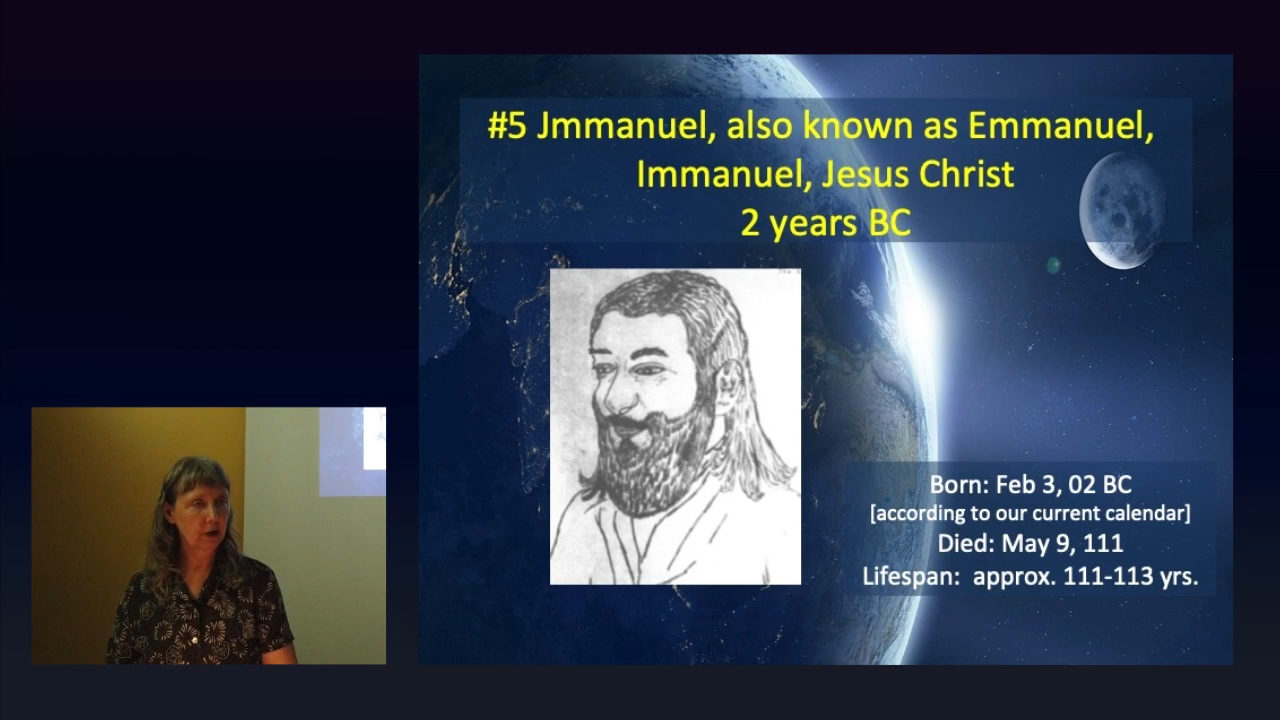 #5 Jmmanuel, also known as Emmanuel,
Immanuel, Jesus Christ
2 years BC
Born: Feb 3, 02 BC
[according to our current calendar]
Died: May 9, 111
Lifespan: approx. 111-113 yrs.